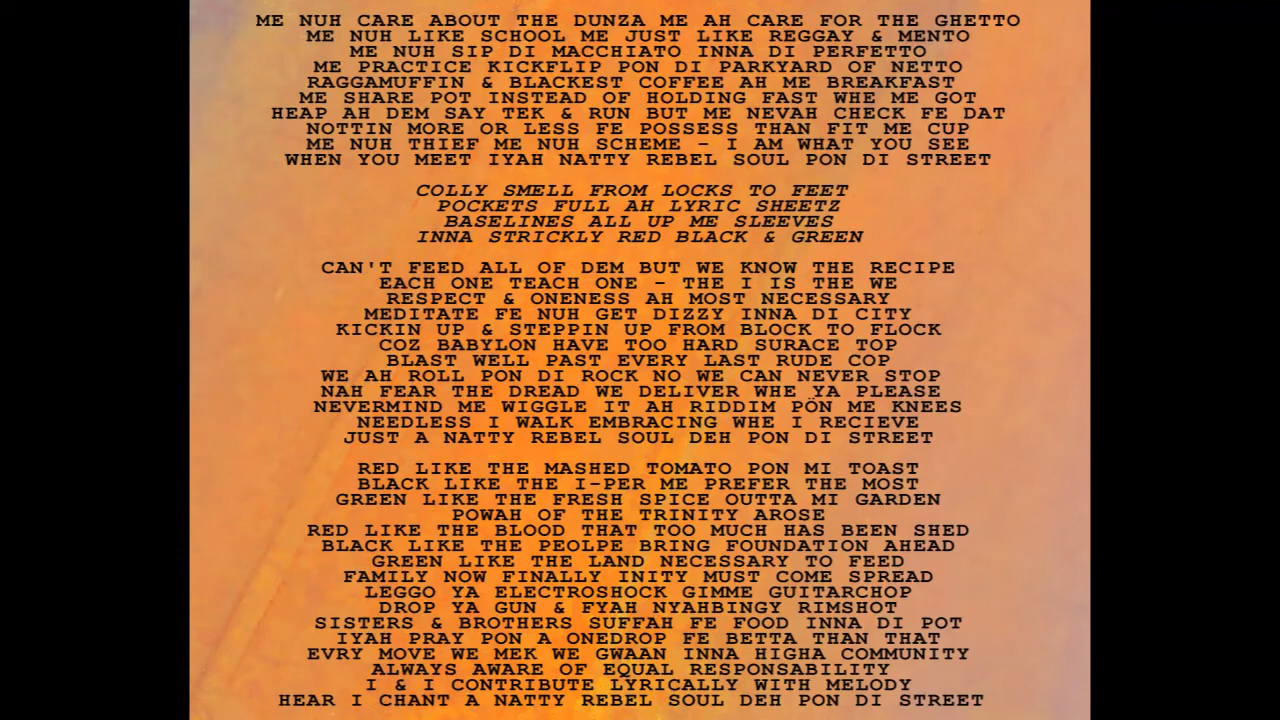 ME NUH CARE ABOUT THE DUNZA ME AH CARE FOR THE GHETTO
ME NUH LIKE SCHOOL ME JUST LIKE REGGAY & MENTO
ME NUH SIP DI MACCHIATO INNA DI PERFETTO
ME PRACTICE KICKFLIP PON DI PARKYARD OF NETTO
RAGGAMUFFIN & BLACKEST COFFEE AH ME BREAKFAST
ME SHARE POT INSTEAD OF HOLDING FAST WHE ME GOT
HEAP AH DEM SAY TEK & RUN BUT ME NEVAH CHECK FE DAT
NOTTIN MORE OR LESS FE POSSESS THAN FIT ME CUP
ME NUH THIEF ME NUH SCHEME - I AM WHAT YOU SEE
WHEN YOU MEET IYAH NATTY REBEL SOUL PON DI STREET
COLLY SMELL FROM LOCKS TO FEET
POCKETS FULL AH LYRIC SHEETZ
BASELINES ALL UP ME SLEEVES
INNA STRICKLY RED BLACK & GREEN
CAN'T FEED ALL OF DEM BUT WE KNOW THE RECIPE
EACH ONE TEACH ONE - THE I IS THE WE
RESPECT & ONENESS AH MOST NECESSARY
MEDITATE FE NUH GET DIZZY INNA DI CITY
KICKIN UP & STEPPIN UP FROM BLOCK TO FLOCK
COZ BABYLON HAVE TOO HARD SURACE TOP
BLAST WELL PAST EVERY LAST RUDE COP
WE AH ROLL PON DI ROCK NO WE CAN NEVER STOP
NAH FEAR THE DREAD WE DELIVER WHE YA PLEASE
NEVERMIND ME WIGGLE IT AH RIDDIM PÖN ME KNEES
NEEDLESS I WALK EMBRACING WHE I RECIEVE
JUST A NATTY REBEL SOUL DEH PON DI STREET
RED LIKE THE MASHED TOMATO PON MI TOAST
BLACK LIKE THE I-PER ME PREFER THE MOST
GREEN LIKE THE FRESH SPICE OUTTA MI GARDEN
POWAH OF THE TRINITY AROSE
RED LIKE THE BLOOD THAT TOO MUCH HAS BEEN SHED
BLACK LIKE THE PEOLPE BRING FOUNDATION AHEAD
GREEN LIKE THE LAND NECESSARY TO FEED
FAMILY NOW FINALLY INITY MUST COME SPREAD
LEGGO YA ELECTROSHOCK GIMME GUITARCHOP
DROP YA GUN & FYAH NYAHBINGY RIMSHOT
SISTERS & BROTHERS SUFFAH FE FOOD INNA DI POT
IYAH PRAY PON A ONEDROP FE BETTA THAN THAT
EVRY MOVE WE MEK WE GWAAN INNA HIGHA COMMUNITY
ALWAYS AWARE OF EQUAL RESPONSABILITY
I & I CONTRIBUTE LYRICALLY WITH MELODY
HEAR I CHANT A NATTY REBEL SOUL DEH PON DI STREET